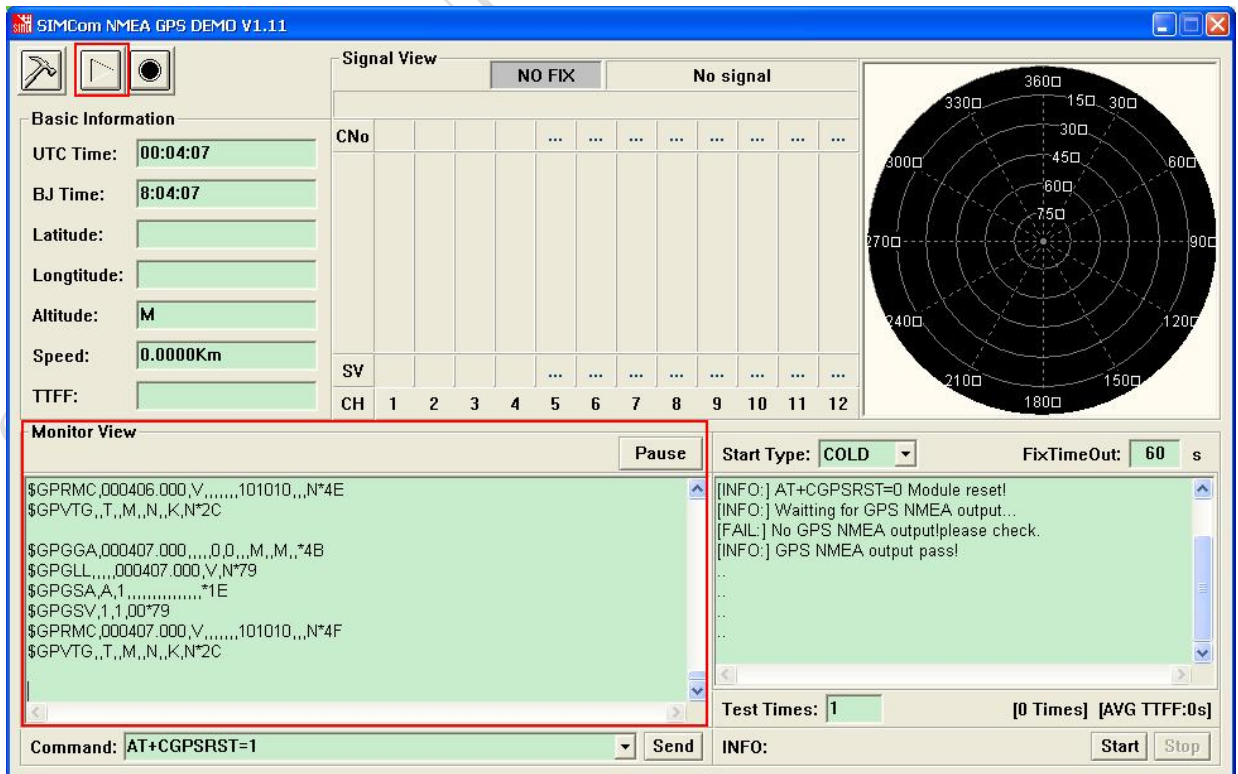 SIMCom NMEA GPS DEMO V1.11
Signal View
NO FIX No signal
Basic Information
UTC Time: 00:04:07
BJ Time: 8:04:07
Latitude:
Longtitude:
Altitude: M
Speed: 0.0000Km
TTFF:
CNo ... ... ... ... ... ... ... ...
SV ... ... ... ... ... ... ... ...
CH 1 2 3 4 5 6 7 8 9 10 11 12
360□
330□ 15□ 30□
30□
300□ 45□ 60□
60□
75□
270□ 90□
240□ 120□
210□ 150□
180□
Monitor View
Pause
$GPRMC,000406.000,V,,,,,,,101010,,,N*4E
$GPVTG,,T,,M,,N,,K,N*2C
$GPGGA,000407.000,,,,,0,0,,,M,,M,,*4B
$GPGLL,,,,,000407.000,V,N*79
$GPGSA,A,1,,,,,,,,,,,,,,,*1E
$GPGSV,1,1,00*79
$GPRMC,000407.000,V,,,,,,,101010,,,N*4F
$GPVTG,,T,,M,,N,,K,N*2C
Command: AT+CGPSRST=1 Send
Start Type: COLD FixTimeOut: 60 s
[INFO:] AT+CGPSRST=0 Module reset!
[INFO:] Waitting for GPS NMEA output...
[FAIL:] No GPS NMEA output!please check.
[INFO:] GPS NMEA output pass!
..
..
..
..
Test Times: 1 [0 Times] [AVG TTFF:0s]
INFO: Start Stop